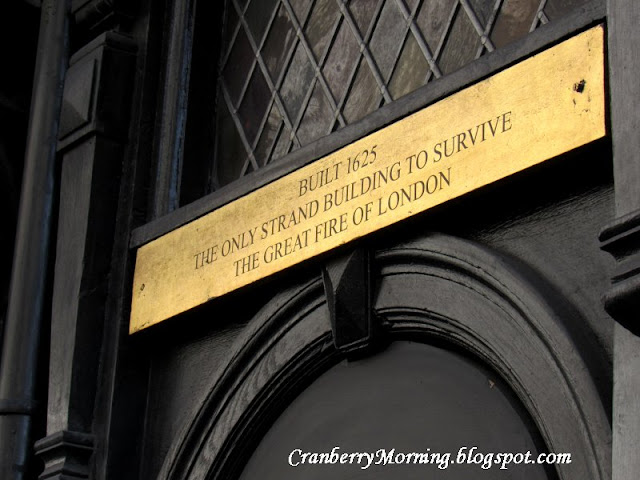 BUILT 1625
THE ONLY STRAND BUILDING TO SURVIVE
THE GREAT FIRE OF LONDON
CranberryMorning.blogspot.com